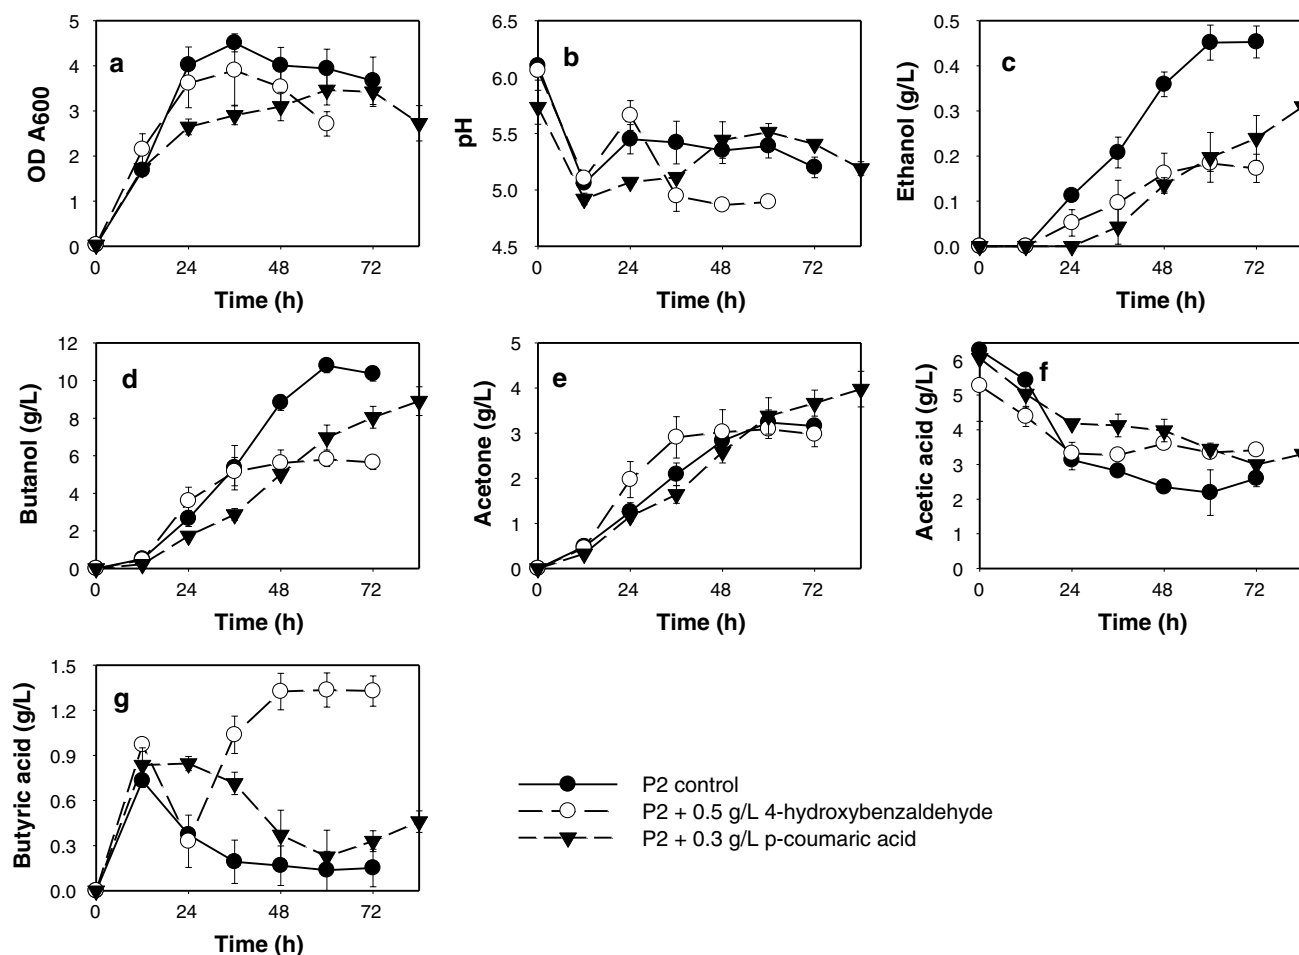 a
OD A600
5
4
3
2
1
0
0 24 48 72
Time (h)
b
pH
6.5
6.0
5.5
5.0
4.5
0 24 48 72
Time (h)
c
Ethanol (g/L)
0.5
0.4
0.3
0.2
0.1
0.0
0 24 48 72
Time (h)
d
Butanol (g/L)
12
10
8
6
4
2
0
0 24 48 72
Time (h)
e
Acetone (g/L)
5
4
3
2
1
0
0 24 48 72
Time (h)
f
Acetic acid (g/L)
6
5
4
3
2
1
0
0 24 48 72
Time (h)
g
Butyric acid (g/L)
1.5
1.2
0.9
0.6
0.3
0.0
0 24 48 72
Time (h)
P2 control
P2 + 0.5 g/L 4-hydroxybenzaldehyde
P2 + 0.3 g/L p-coumaric acid